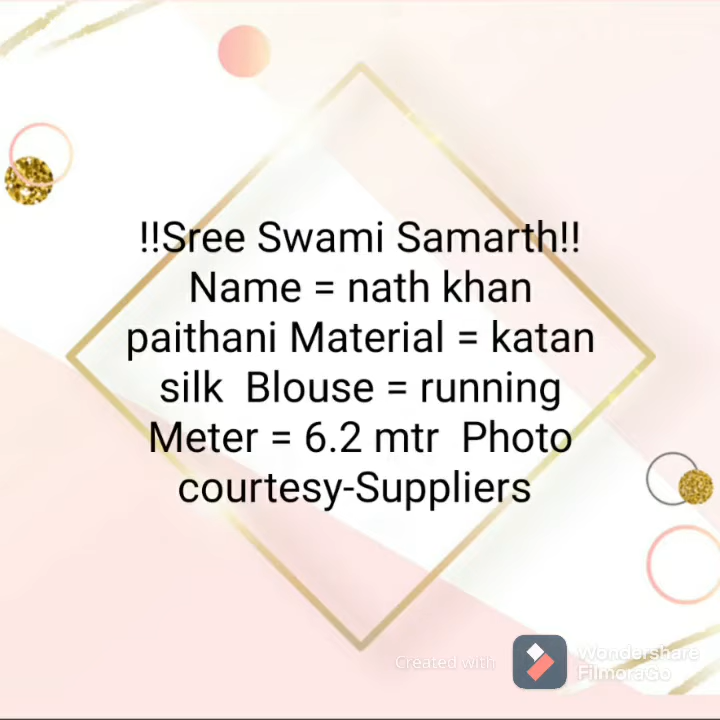 !!Sree Swami Samarth!!
Name = nath khan
paithani Material = katan
silk  Blouse = running
Meter = 6.2 mtr  Photo
courtesy-Suppliers
Created with
Wondershare
FilmoraGo